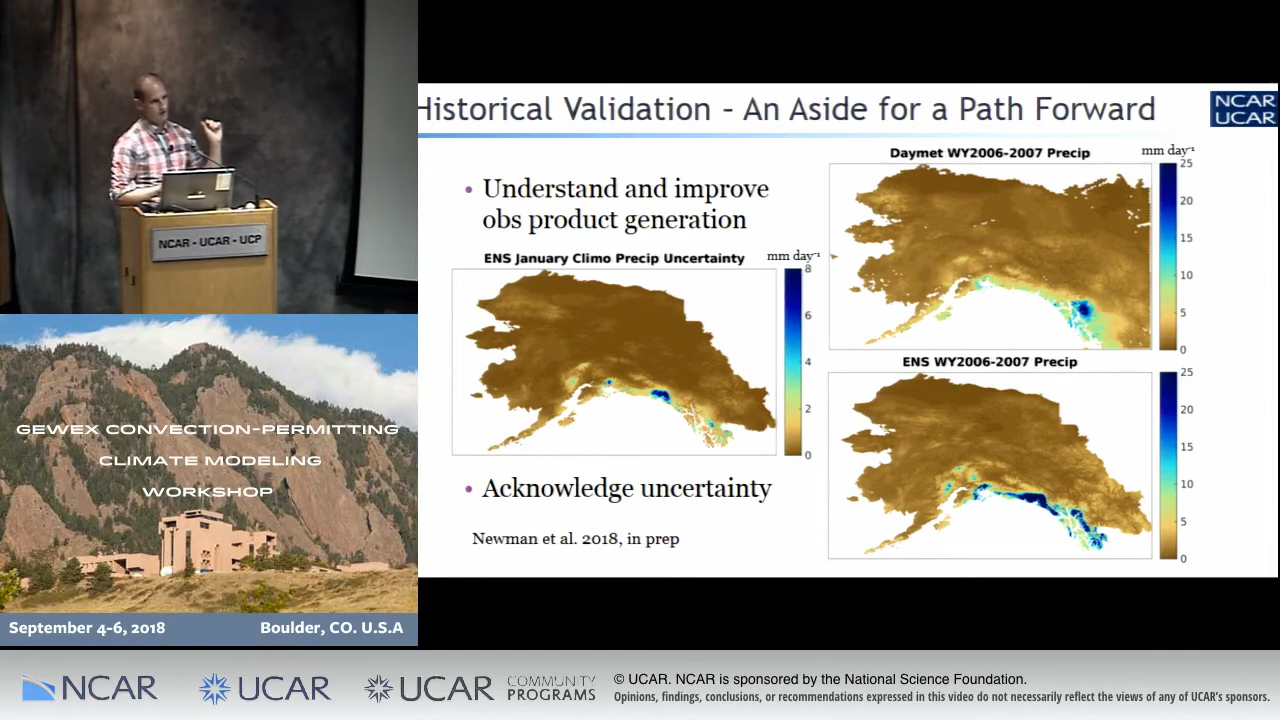 NCAR - UCAR - UCP
GEWEX CONVECTION-PERMITTING
CLIMATE MODELING
WORKSHOP
September 4-6, 2018
Boulder, CO. U.S.A
Historical Validation – An Aside for a Path Forward
NCAR
UCAR
• Understand and improve
obs product generation
ENS January Climo Precip Uncertainty
mm day⁻¹
8
6
4
2
0
• Acknowledge uncertainty
Newman et al. 2018, in prep
Daymet WY2006-2007 Precip
mm day⁻¹
25
20
15
10
5
0
ENS WY2006-2007 Precip
25
20
15
10
5
0
NCAR
UCAR
UCAR
COMMUNITY
PROGRAMS
© UCAR. NCAR is sponsored by the National Science Foundation.
Opinions, findings, conclusions, or recommendations expressed in this video do not necessarily reflect the views of any of UCAR's sponsors.